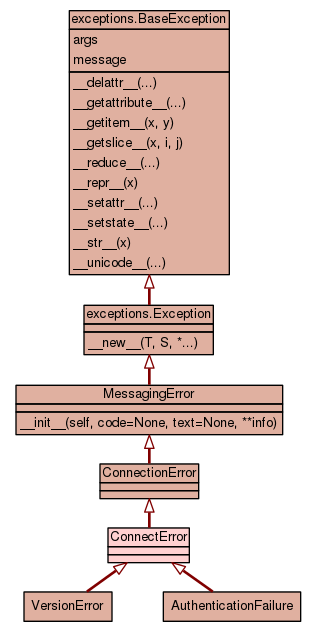 exceptions.BaseException
args
message
__delattr__(...)
__getattribute__(...)
__getitem__(x, y)
__getslice__(x, i, j)
__reduce__(...)
__repr__(x)
__setattr__(...)
__setstate__(...)
__str__(x)
__unicode__(...)
exceptions.Exception
__new__(T, S, *...)
MessagingError
__init__(self, code=None, text=None, **info)
ConnectionError
ConnectError
VersionError
AuthenticationFailure